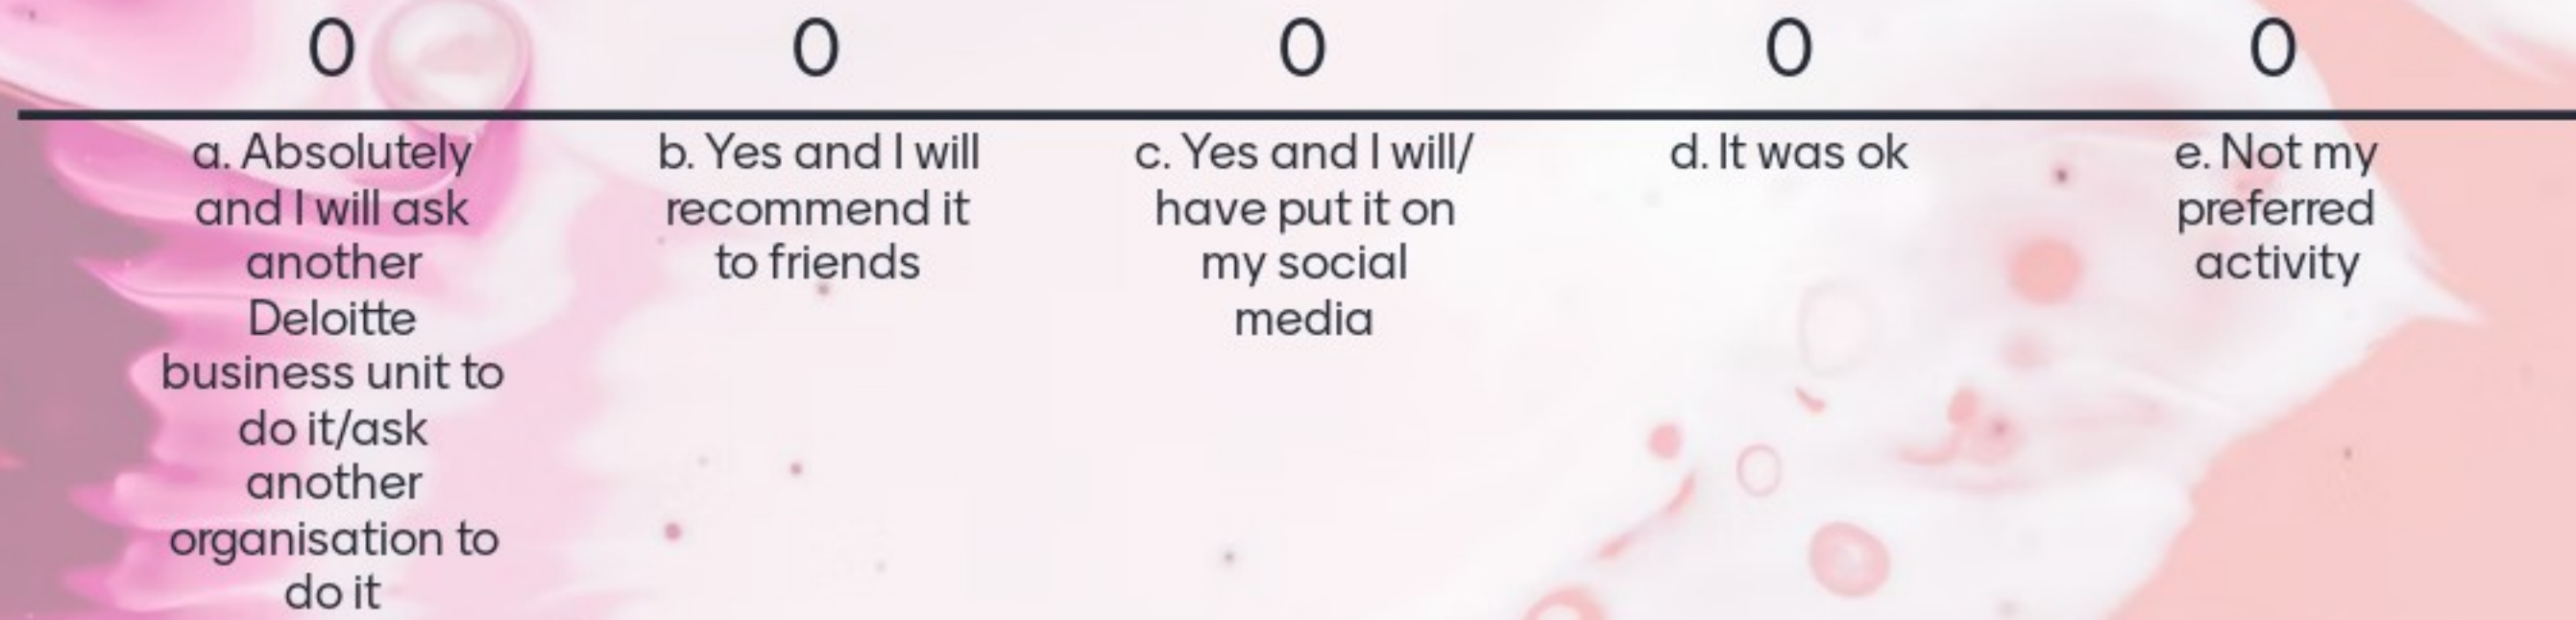 0 0 0 0 0
a. Absolutely
and I will ask
another
Deloitte
business unit to
do it/ask
another
organisation to
do it
b. Yes and I will
recommend it
to friends
c. Yes and I will/
have put it on
my social
media
d. It was ok
e. Not my
preferred
activity